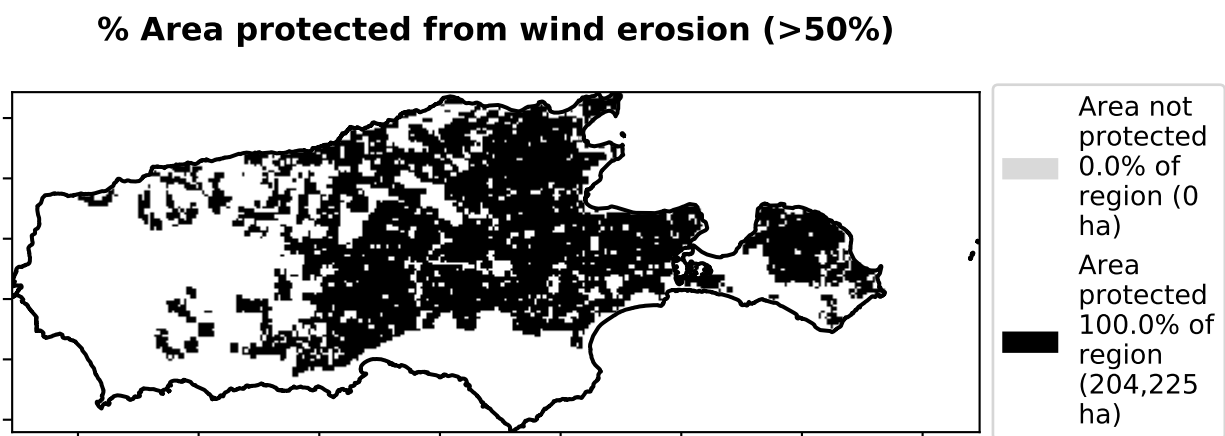 % Area protected from wind erosion (>50%)
Area not
protected
0.0% of
region (0
ha)
Area
protected
100.0% of
region
(204,225
ha)